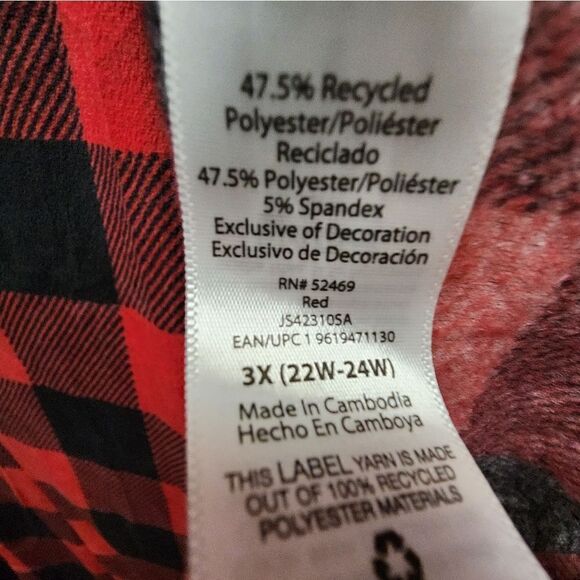 47.5% Recycled
Polyester/Poliéster
Reciclado
47.5% Polyester/Poliéster
5% Spandex
Exclusive of Decoration
Exclusivo de Decoración
RN# 52469
Red
JS42310SA
EAN/UPC 1 9619471130
3X (22W-24W)
Made In Cambodia
Hecho En Camboya
THIS LABEL YARN IS MADE
OUT OF 100% RECYCLED
POLYESTER MATERIALS